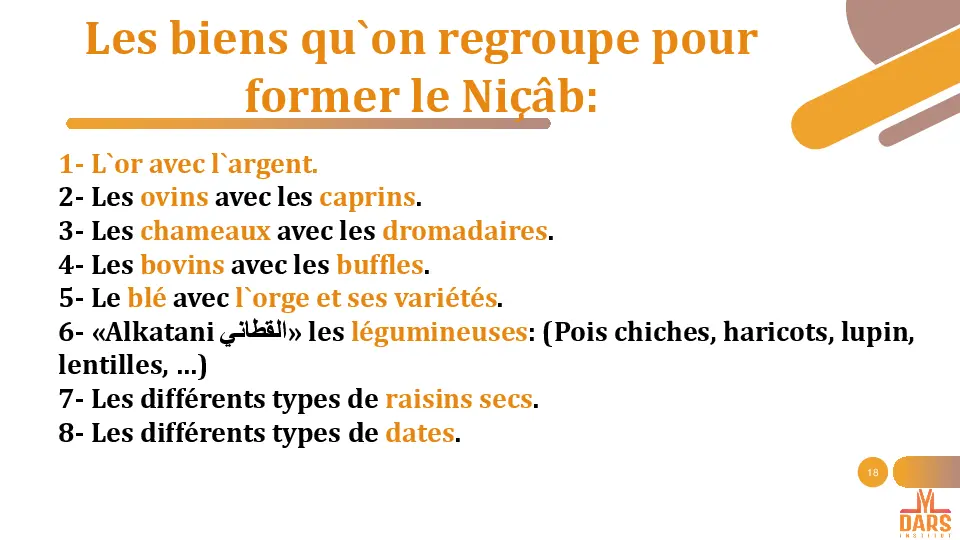 Les biens qu`on regroupe pour
former le Niçâb:
1- L`or avec l`argent.
2- Les ovins avec les caprins.
3- Les chameaux avec les dromadaires.
4- Les bovins avec les buffles.
5- Le blé avec l`orge et ses variétés.
6- «Alkatani القطاني» les légumineuses: (Pois chiches, haricots, lupin,
lentilles, ...)
7- Les différents types de raisins secs.
8- Les différents types de dates.
18
DARS
INSTITUT